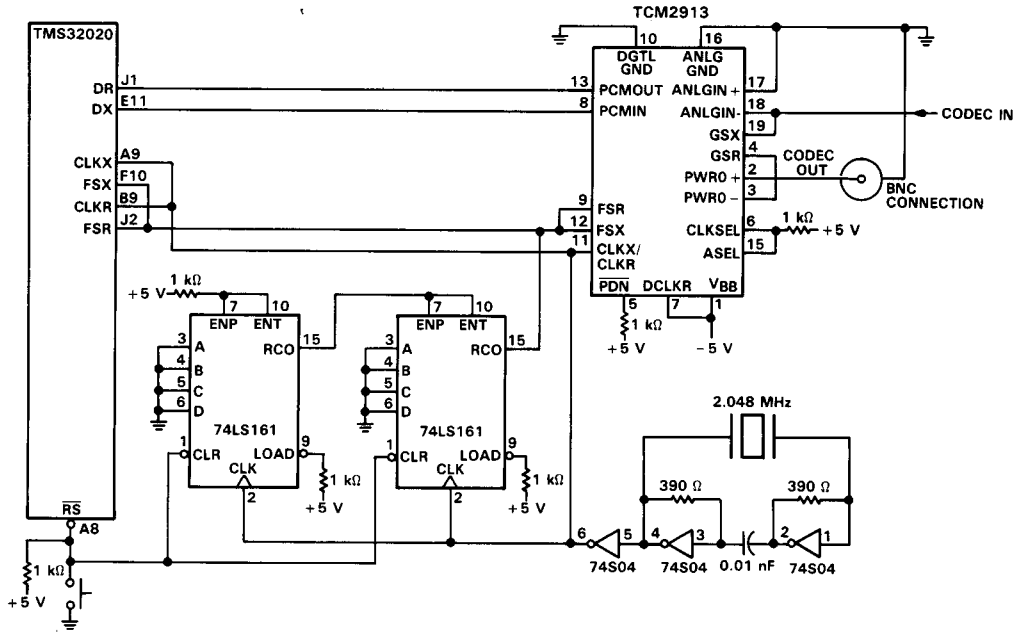 TCM2913
TMS32020
10
16
DGTL
GND
ANLG
GND
DR J1
13 PCMOUT ANLGIN + 17
DX E11
8 PCMIN ANLGIN- 18
CODEC IN
GSX 19
GSR 4
CODEC
OUT
CLKX A9
PWR0 + 2
FSX F10
PWR0 - 3
BNC
CONNECTION
CLKR B9
9 FSR
FSR J2
12 FSX CLKSEL 6
1 kΩ
+5 V
11 CLKX/
CLKR
ASEL 15
PDN DCLKR VBB
5 7 1
1 kΩ
+5 V
-5 V
1 kΩ
+5 V
7 10
ENP ENT
7 10
ENP ENT
3 A RCO 15
4 B
5 C
6 D
74LS161
1 CLR LOAD 9
CLK
2
1 kΩ
+5 V
3 A RCO 15
4 B
5 C
6 D
74LS161
1 CLR LOAD 9
CLK
2
1 kΩ
+5 V
2.048 MHz
390 Ω
390 Ω
6 5
4 3
2 1
74S04
74S04
0.01 nF
74S04
RS
A8
1 kΩ
+5 V